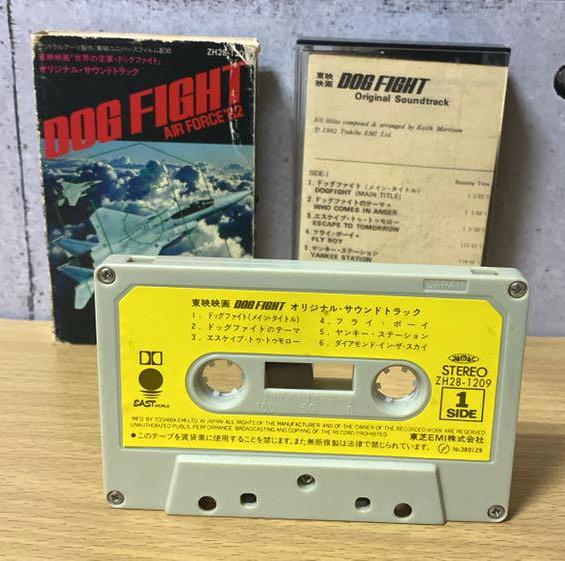 セントラルアーツ製作/東映ユニバースフィルム配給
ZH28-1209
東映映画「世界の空軍・ドッグファイト」
オリジナル・サウンドトラック
DOG FIGHT
AIR FORCE '82
東映映画 DOG FIGHT
Original Soundtrack
All titles composed & arranged by Keith Morrison
℗ 1982 Toshiba EMI Ltd.
SIDE:1
Running Time
1. ドッグファイト (メイン・タイトル)
DOGFIGHT (MAIN TITLE)
2. ドッグファイトのテーマ
WHO COMES IN ANGER
3. エスケイプ・トゥ・トゥモロー
ESCAPE TO TOMORROW
4. フライ・ボーイ
FLY BOY
5. ヤンキー・ステーション
YANKEE STATION
JAPAN
東映映画 DOG FIGHT オリジナル・サウンドトラック
1. ドッグファイト(メイン・タイトル)
2. ドッグファイトのテーマ
3. エスケイプ・トゥ・トゥモロー
4. フライ・ボーイ
5. ヤンキー・ステーション
6. ダイアモンド・イン・ザ・スカイ
EAST WORLD
100 50
STEREO
ZH28-1209
1
SIDE
MFD. BY TOSHIBA EMI LTD IN JAPAN ALL RIGHTS OF THE MANUFACTURER AND OF THE OWNER OF THE RECORDED WORK ARE RESERVED
UNAUTHORIZED PUBLIC PERFORMANCE BROADCASTING AND COPYING OF THE RECORD PROHIBITED
東芝EMI株式会社
●このテープを賃貸業に使用することを禁じます。また無断複製は法律で禁じられています。
No.380129